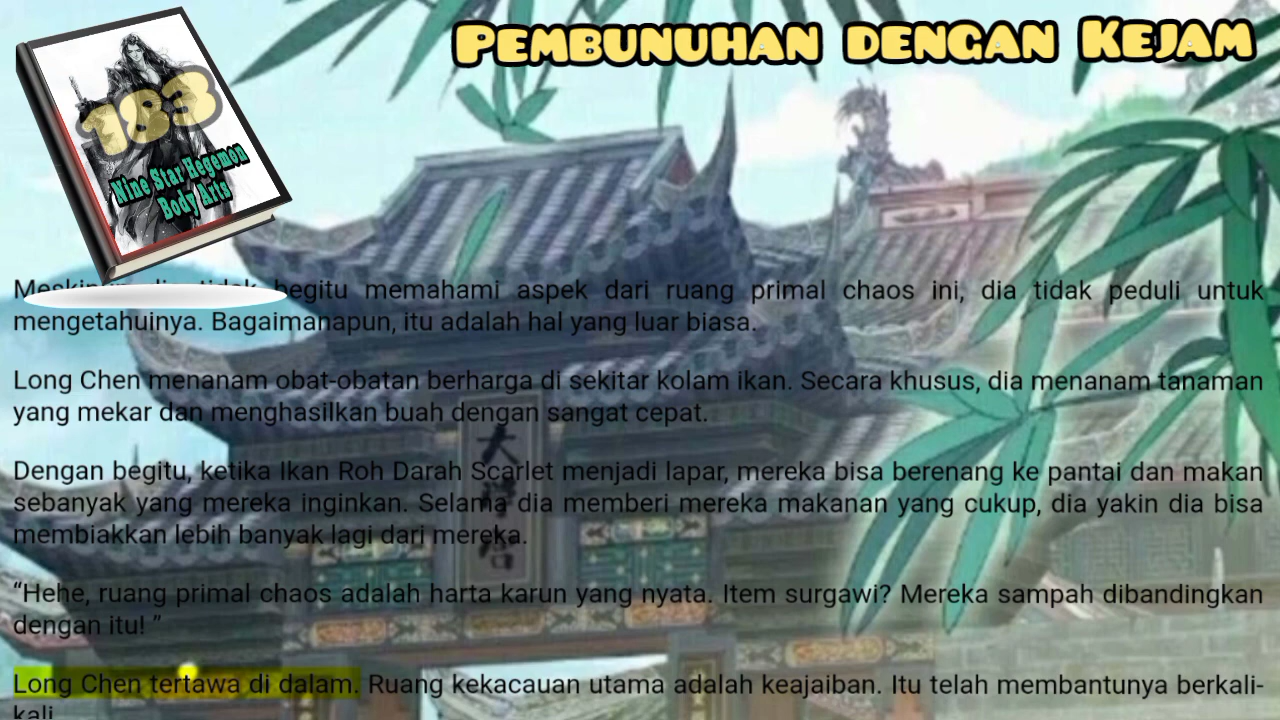 PEMBUNUHAN DENGAN KEJAM
183
Nine Star Hegemon
Body Arts
Meskipun dia tidak begitu memahami aspek dari ruang primal chaos ini, dia tidak peduli untuk
mengetahuinya. Bagaimanapun, itu adalah hal yang luar biasa.
Long Chen menanam obat-obatan berharga di sekitar kolam ikan. Secara khusus, dia menanam tanaman
yang mekar dan menghasilkan buah dengan sangat cepat.
Dengan begitu, ketika Ikan Roh Darah Scarlet menjadi lapar, mereka bisa berenang ke pantai dan makan
sebanyak yang mereka inginkan. Selama dia memberi mereka makanan yang cukup, dia yakin dia bisa
membiakkan lebih banyak lagi dari mereka.
“Hehe, ruang primal chaos adalah harta karun yang nyata. Item surgawi? Mereka sampah dibandingkan
dengan itu! ”
Long Chen tertawa di dalam. Ruang kekacauan utama adalah keajaiban. Itu telah membantunya berkali-
kali